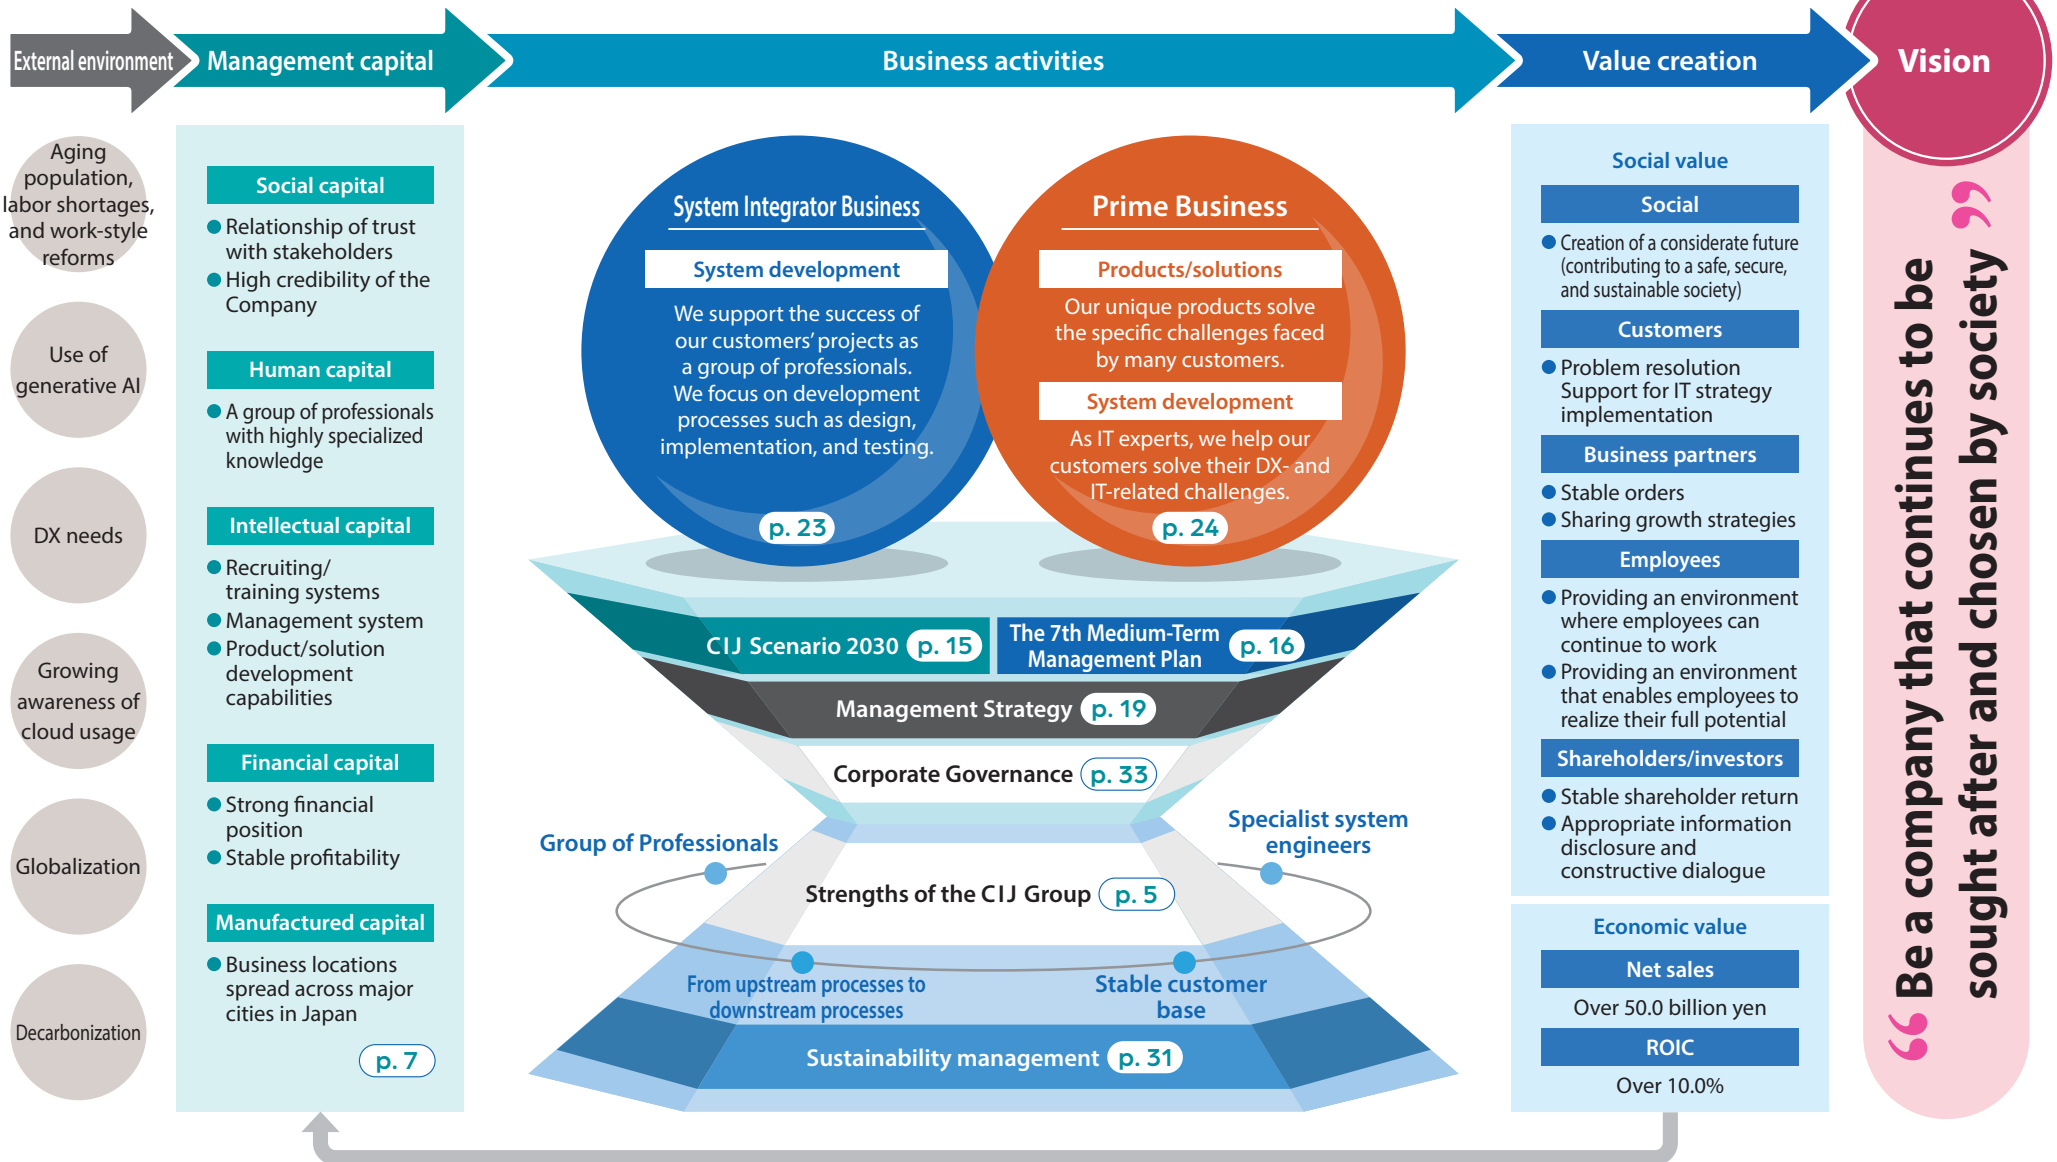 External environment
Management capital
Business activities
Value creation
Vision
Aging
population,
labor shortages,
and work-style
reforms
Use of
generative AI
DX needs
Growing
awareness of
cloud usage
Globalization
Decarbonization
Social capital
● Relationship of trust
with stakeholders
● High credibility of the
Company
Human capital
● A group of professionals
with highly specialized
knowledge
Intellectual capital
● Recruiting/
training systems
● Management system
● Product/solution
development
capabilities
Financial capital
● Strong financial
position
● Stable profitability
Manufactured capital
● Business locations
spread across major
cities in Japan
p. 7
System Integrator Business
System development
We support the success of
our customers' projects as
a group of professionals.
We focus on development
processes such as design,
implementation, and testing.
p. 23
Prime Business
Products/solutions
Our unique products solve
the specific challenges faced
by many customers.
System development
As IT experts, we help our
customers solve their DX- and
IT-related challenges.
p. 24
CIJ Scenario 2030 p. 15
The 7th Medium-Term
Management Plan p. 16
Management Strategy p. 19
Corporate Governance p. 33
Group of Professionals
Specialist system
engineers
Strengths of the CIJ Group p. 5
From upstream processes to
downstream processes
Stable customer
base
Sustainability management p. 31
Social value
Social
● Creation of a considerate future
(contributing to a safe, secure,
and sustainable society)
Customers
● Problem resolution
Support for IT strategy
implementation
Business partners
● Stable orders
● Sharing growth strategies
Employees
● Providing an environment
where employees can
continue to work
● Providing an environment
that enables employees to
realize their full potential
Shareholders/investors
● Stable shareholder return
● Appropriate information
disclosure and
constructive dialogue
Economic value
Net sales
Over 50.0 billion yen
ROIC
Over 10.0%
“Be a company that continues to be
sought after and chosen by society”